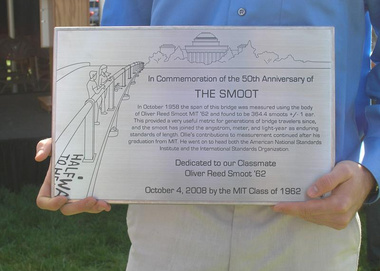 In Commemoration of the 50th Anniversary of
THE SMOOT
In October 1958 the span of this bridge was measured using the body
of Oliver Reed Smoot MIT '62 and found to be 364.4 smoots +/- 1 ear.
This provided a very useful metric for generations of bridge travelers since,
and the smoot has joined the angstrom, meter, and light-year as enduring
standards of length. Ollie's contributions to measurement continued after his
graduation from MIT. He went on to head both the American National Standards
Institute and the International Standards Organization.
Dedicated to our Classmate
Oliver Reed Smoot '62
October 4, 2008 by the MIT Class of 1962
HALFWAY
TO